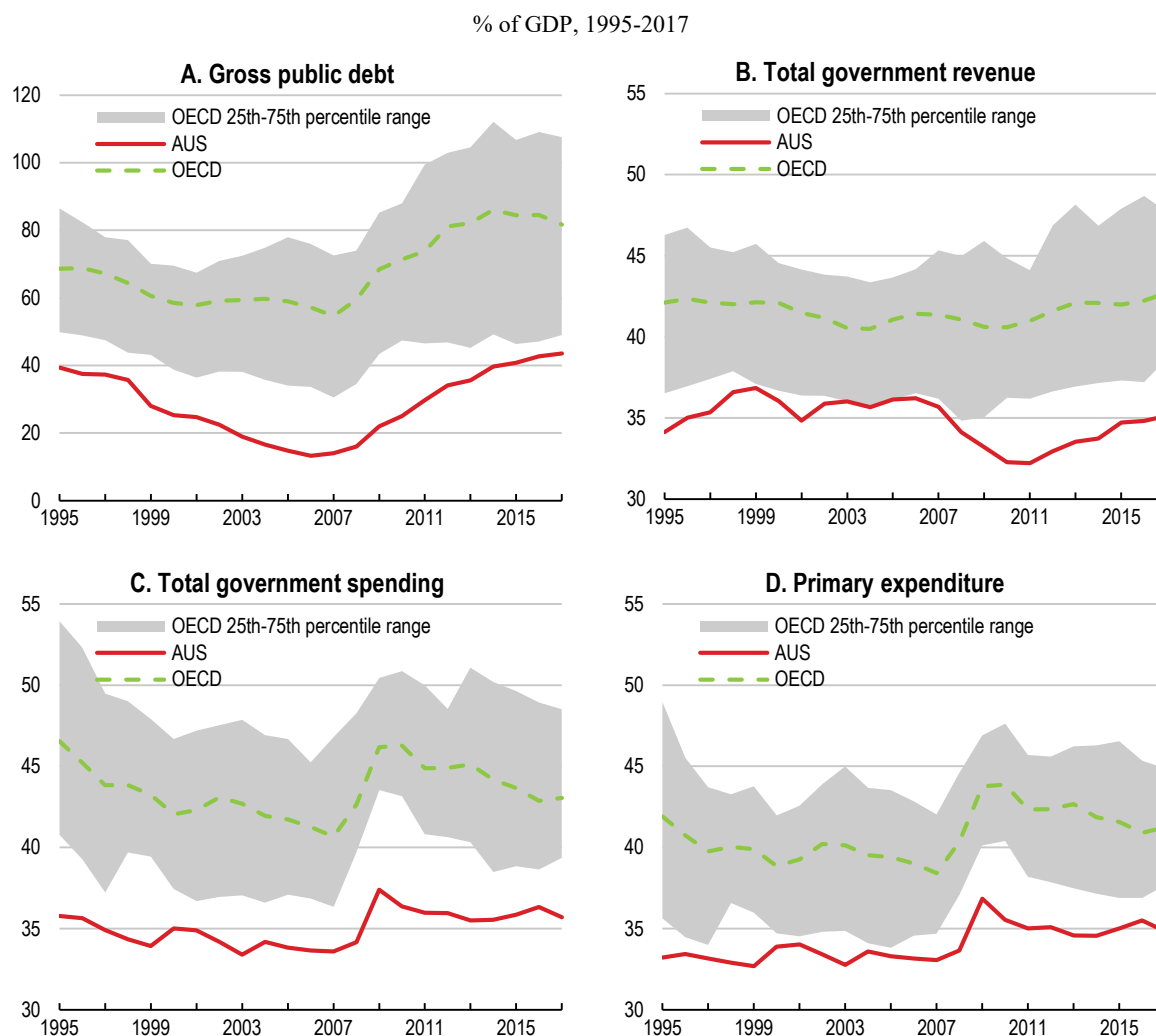 % of GDP, 1995-2017
A. Gross public debt
120
100
80
60
40
20
0
OECD 25th-75th percentile range
AUS
OECD
1995 1999 2003 2007 2011 2015
B. Total government revenue
55
50
45
40
35
30
OECD 25th-75th percentile range
AUS
OECD
1995 1999 2003 2007 2011 2015
C. Total government spending
55
50
45
40
35
30
OECD 25th-75th percentile range
AUS
OECD
1995 1999 2003 2007 2011 2015
D. Primary expenditure
55
50
45
40
35
30
OECD 25th-75th percentile range
AUS
OECD
1995 1999 2003 2007 2011 2015